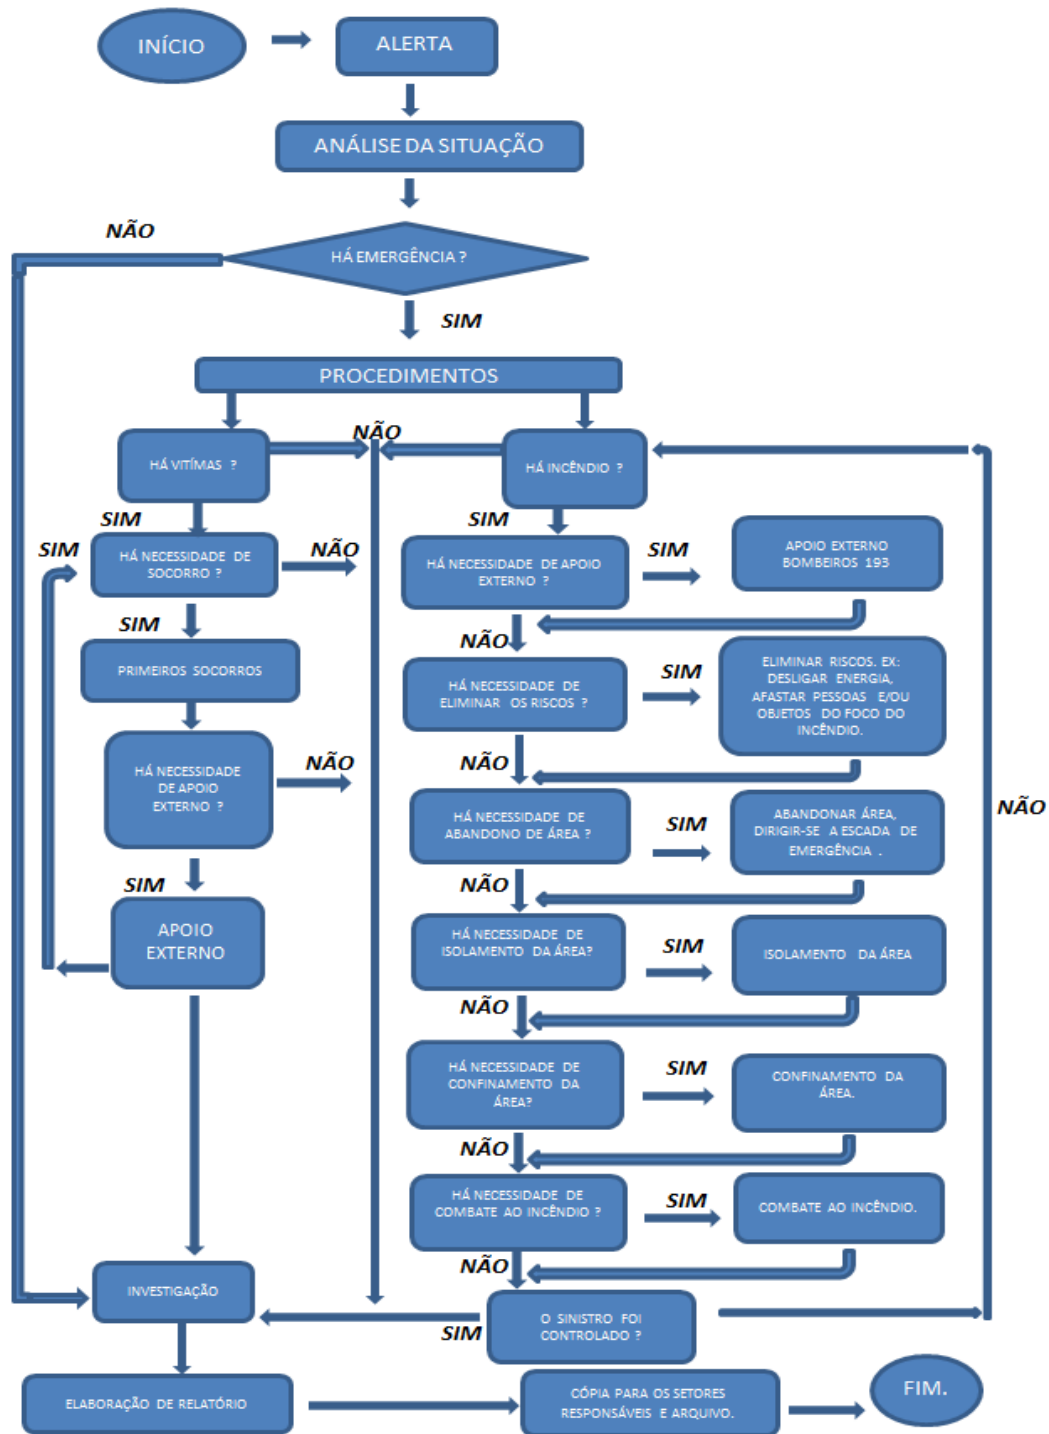 INÍCIO
ALERTA
ANÁLISE DA SITUAÇÃO
NÃO
HÁ EMERGÊNCIA ?
SIM
PROCEDIMENTOS
NÃO
HÁ VITÍMAS ?
HÁ INCÊNDIO ?
SIM
SIM
SIM
HÁ NECESSIDADE DE
SOCORRO ?
NÃO
HÁ NECESSIDADE DE APOIO
EXTERNO ?
SIM
APOIO EXTERNO
BOMBEIROS 193
SIM
NÃO
PRIMEIROS SOCORROS
HÁ NECESSIDADE DE
ELIMINAR OS RISCOS ?
SIM
ELIMINAR RISCOS. EX:
DESLIGAR ENERGIA,
AFASTAR PESSOAS E/OU
OBJETOS DO FOCO DO
INCÊNDIO.
HÁ NECESSIDADE
DE APOIO
EXTERNO ?
NÃO
NÃO
NÃO
HÁ NECESSIDADE DE
ABANDONO DE ÁREA ?
SIM
ABANDONAR ÁREA,
DIRIGIR-SE A ESCADA DE
EMERGÊNCIA .
SIM
NÃO
APOIO
EXTERNO
HÁ NECESSIDADE DE
ISOLAMENTO DA ÁREA?
SIM
ISOLAMENTO DA ÁREA
NÃO
HÁ NECESSIDADE DE
CONFINAMENTO DA
ÁREA?
SIM
CONFINAMENTO DA
ÁREA.
NÃO
HÁ NECESSIDADE DE
COMBATE AO INCÊNDIO ?
SIM
COMBATE AO INCÊNDIO.
NÃO
INVESTIGAÇÃO
SIM
O SINISTRO FOI
CONTROLADO ?
ELABORAÇÃO DE RELATÓRIO
CÓPIA PARA OS SETORES
RESPONSÁVEIS E ARQUIVO.
FIM.